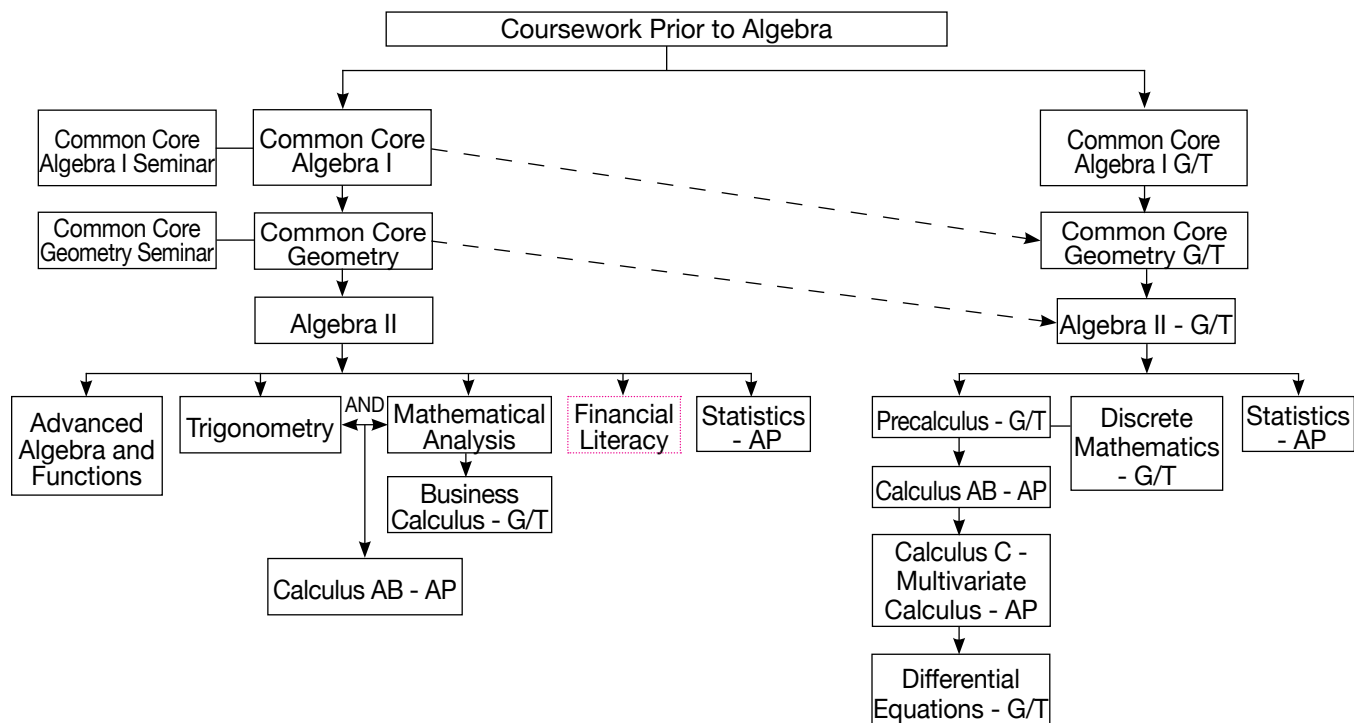 Coursework Prior to Algebra
Common Core
Algebra I Seminar
Common Core
Algebra I
Common Core
Algebra I G/T
Common Core
Geometry Seminar
Common Core
Geometry
Common Core
Geometry G/T
Algebra II
Algebra II - G/T
Advanced
Algebra and
Functions
Trigonometry
AND
Mathematical
Analysis
Financial
Literacy
Statistics
- AP
Precalculus - G/T
Discrete
Mathematics
- G/T
Statistics
- AP
Business
Calculus - G/T
Calculus AB - AP
Calculus AB - AP
Calculus C -
Multivariate
Calculus - AP
Differential
Equations - G/T